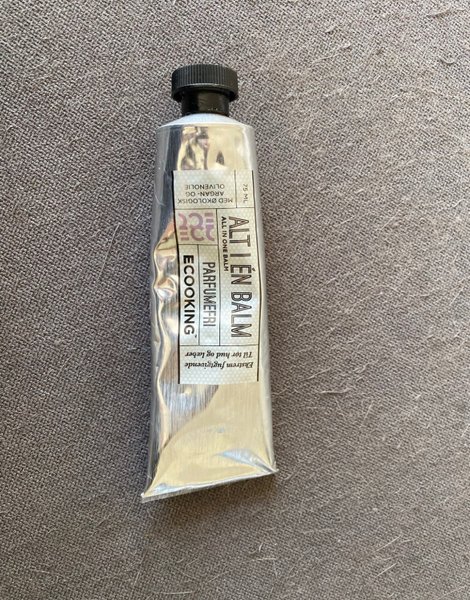 Ekstrem fugtgivende
Til tør hud og læber
ALT I ÉN BALM
ALL IN ONE BALM
PARFUMEFRI
ECOOKING
75 ML
MED ØKOLOGISK
ARGAN- OG
OLIVENOLIE